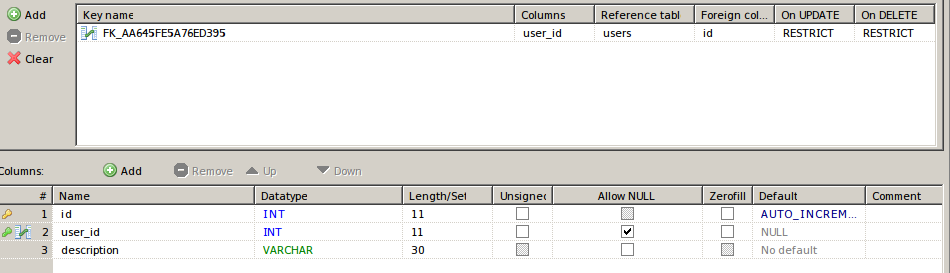 Add
Remove
Clear
Key name Columns Reference tabl Foreign col... On UPDATE On DELETE
FK_AA645FE5A76ED395 user_id users id RESTRICT RESTRICT
Columns: Add Remove Up Down
# Name Datatype Length/Set Unsigned Allow NULL Zerofill Default Comment
1 id INT 11 AUTO_INCREM...
2 user_id INT 11 NULL
3 description VARCHAR 30 No default